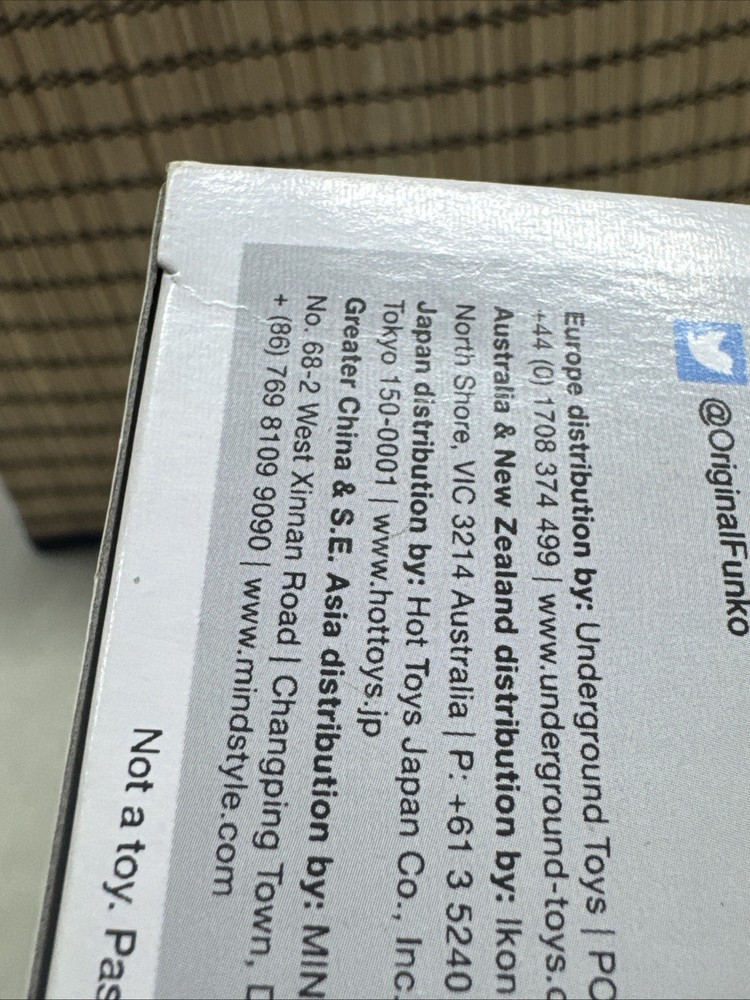 @OriginalFunko
Europe distribution by: Underground Toys | PO
+44 (0) 1708 374 499 | www.underground-toys.c
Australia & New Zealand distribution by: Ikon
North Shore, VIC 3214 Australia | P: +61 3 5240
Japan distribution by: Hot Toys Japan Co., Inc.
Tokyo 150-0001 | www.hottoys.jp
Greater China & S.E. Asia distribution by: MIN
No. 68-2 West Xinnan Road | Changping Town, D
+ (86) 769 8109 9090 | www.mindstyle.com
Not a toy. Pas